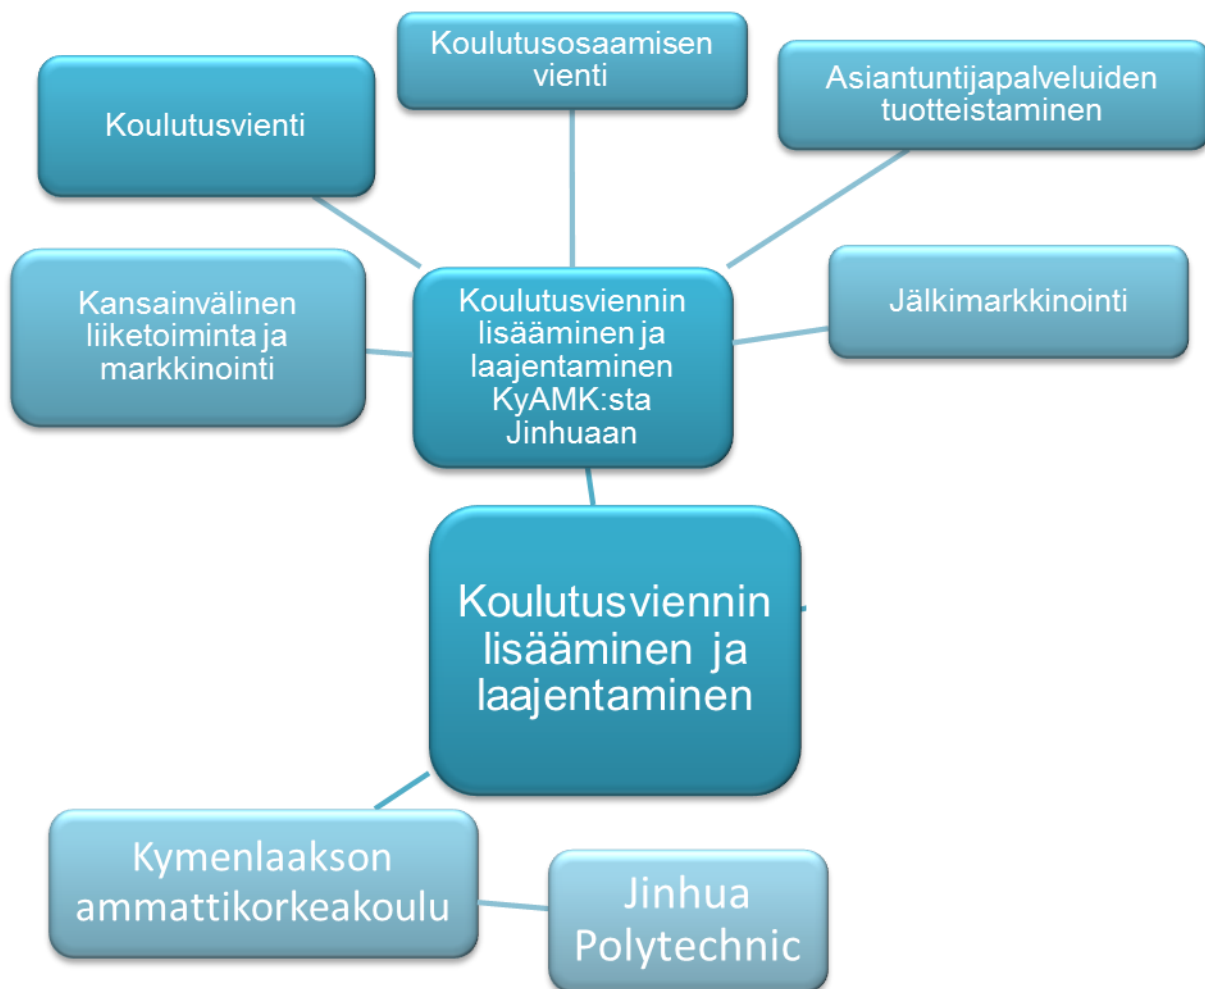 Koulutusosaamisen
vienti
Koulutusvienti
Asiantuntijapalveluiden
tuotteistaminen
Kansainvälinen
liiketoiminta ja
markkinointi
Koulutusviennin
lisääminen ja
laajentaminen
KyAMK:sta
Jinhuaan
Jälkimarkkinointi
Koulutusviennin
lisääminen ja
laajentaminen
Kymenlaakson
ammattikorkeakoulu
Jinhua
Polytechnic